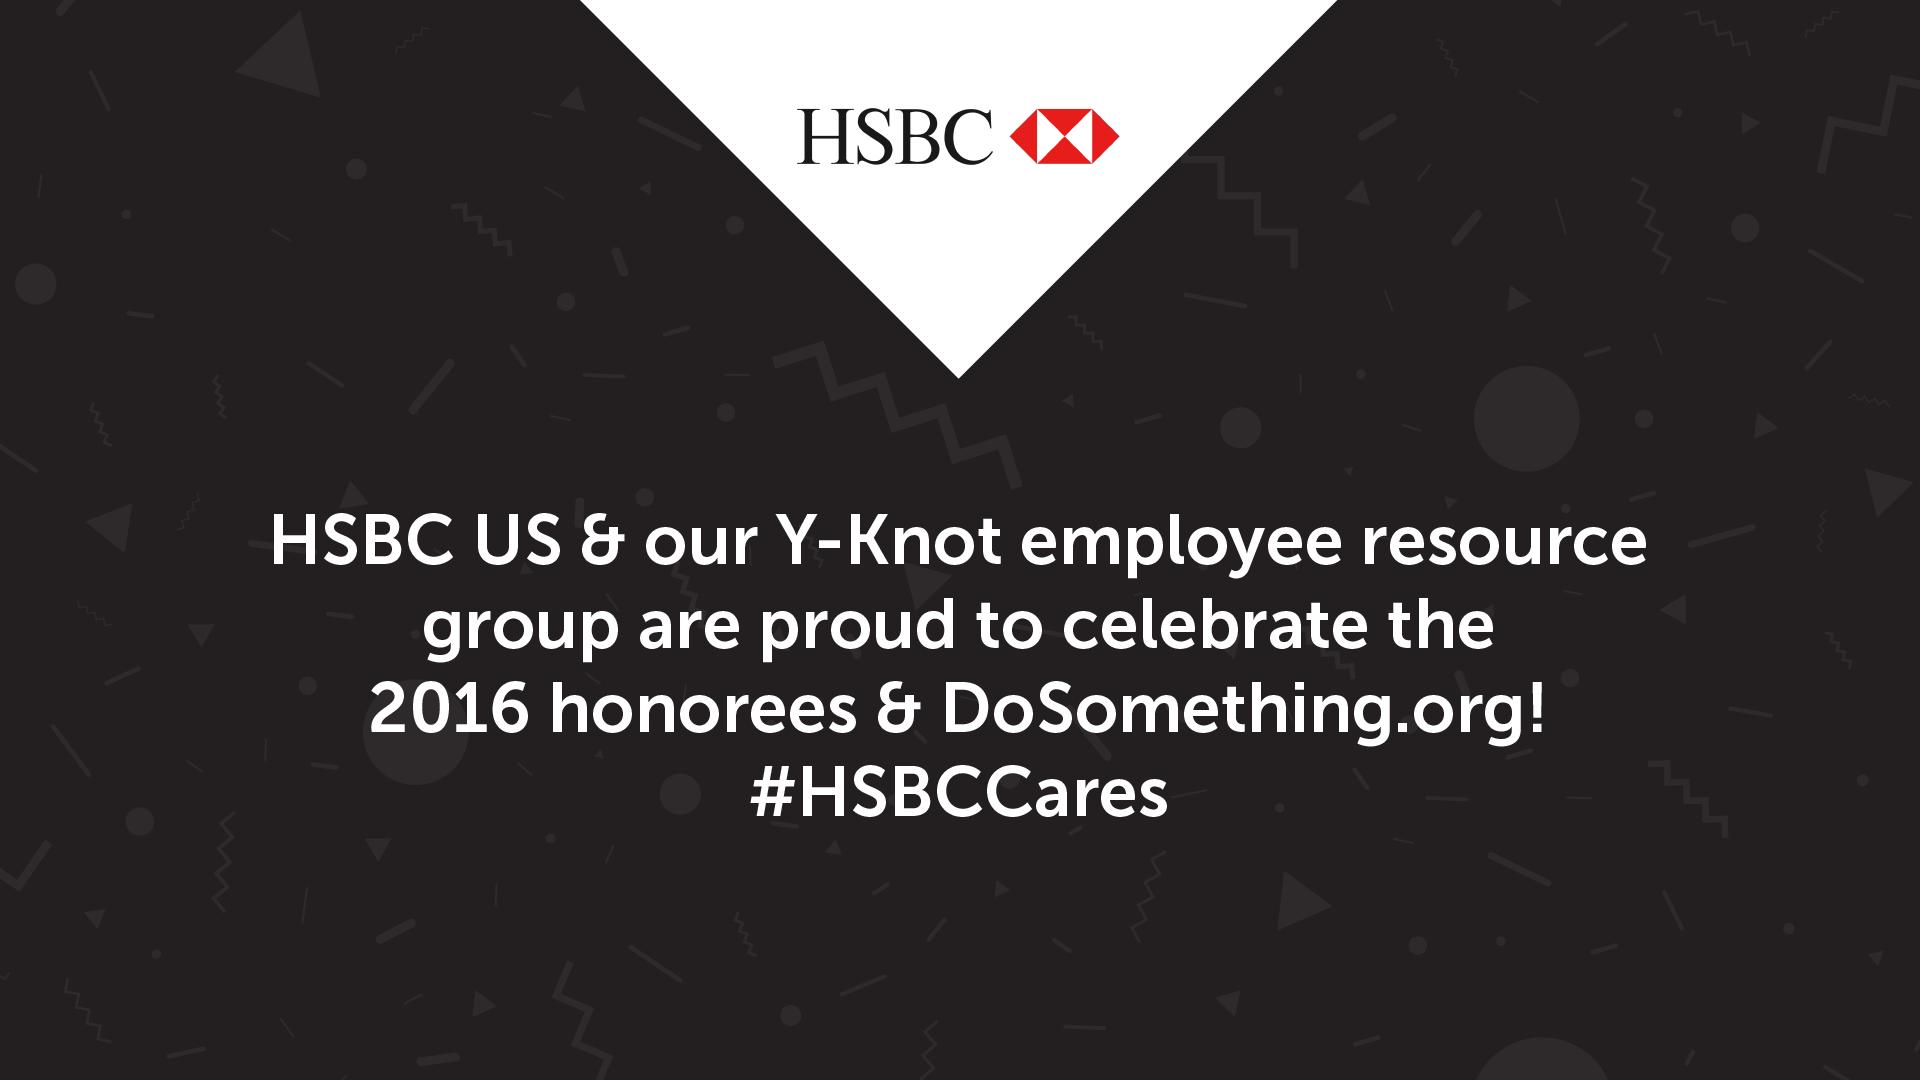 HSBC
HSBC US & our Y-Knot employee resource
group are proud to celebrate the
2016 honorees & DoSomething.org!
#HSBCCares